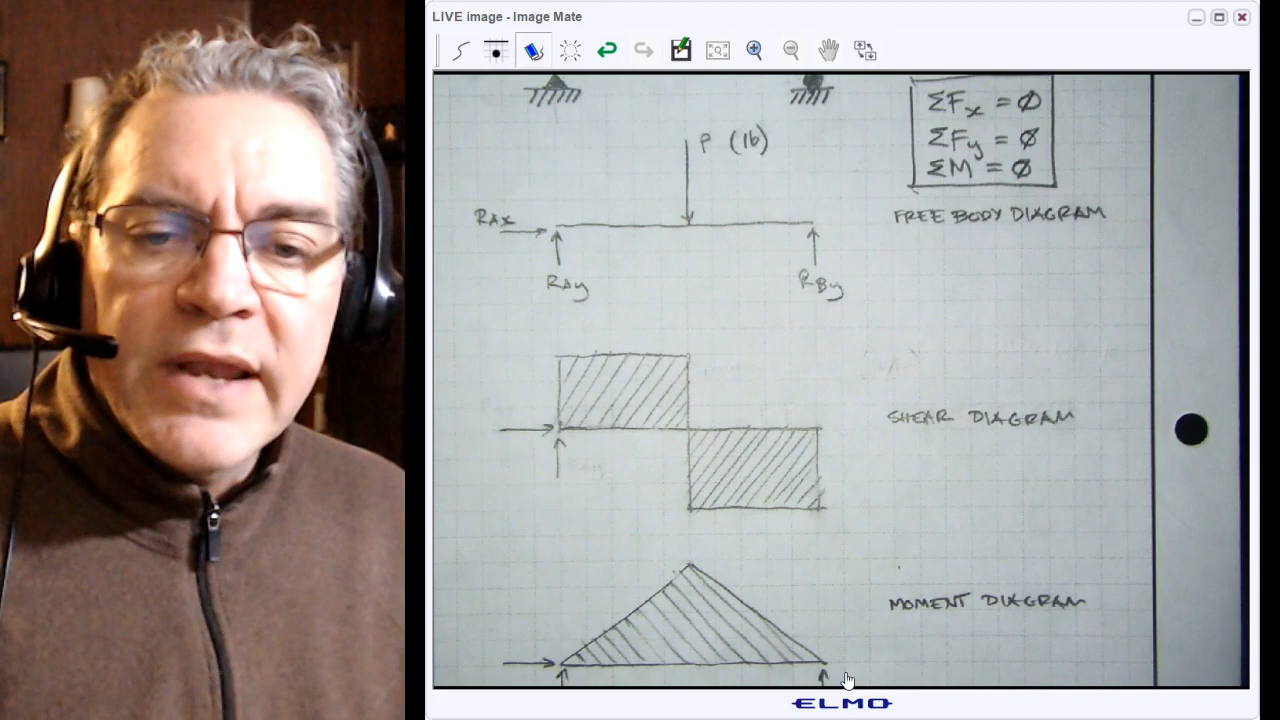 LIVE image - Image Mate
ΣFx = Ø
ΣFy = Ø
ΣM = Ø
P (lb)
RAx
FREE BODY DIAGRAM
RAy
RBy
SHEAR DIAGRAM
MOMENT DIAGRAM
ELMO